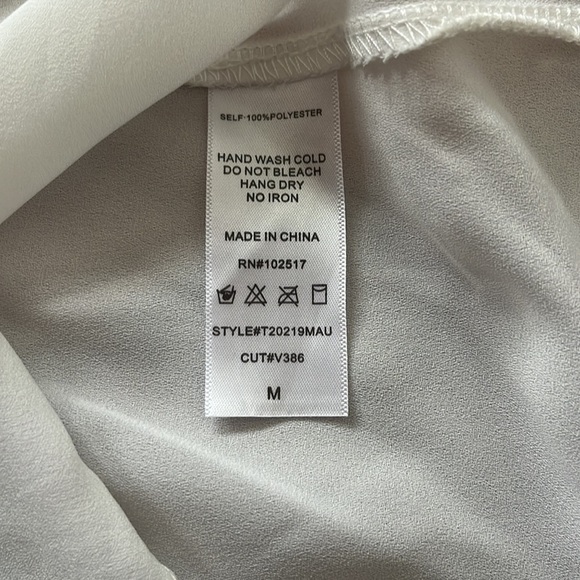 SELF-100%POLYESTER
HAND WASH COLD
DO NOT BLEACH
HANG DRY
NO IRON
MADE IN CHINA
RN#102517
STYLE#T20219MAU
CUT#V386
M